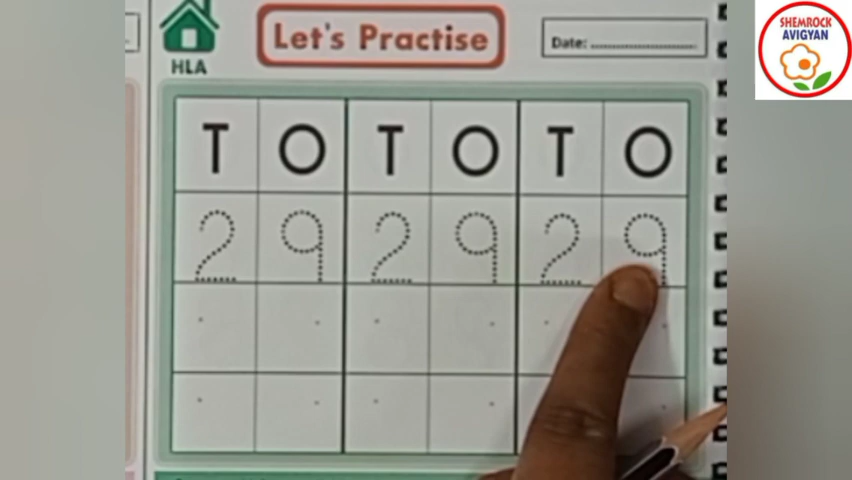 SHEMROCK
AVIGYAN
HLA
Let's Practise
Date:
T O T O T O
2 9 2 9 2 9